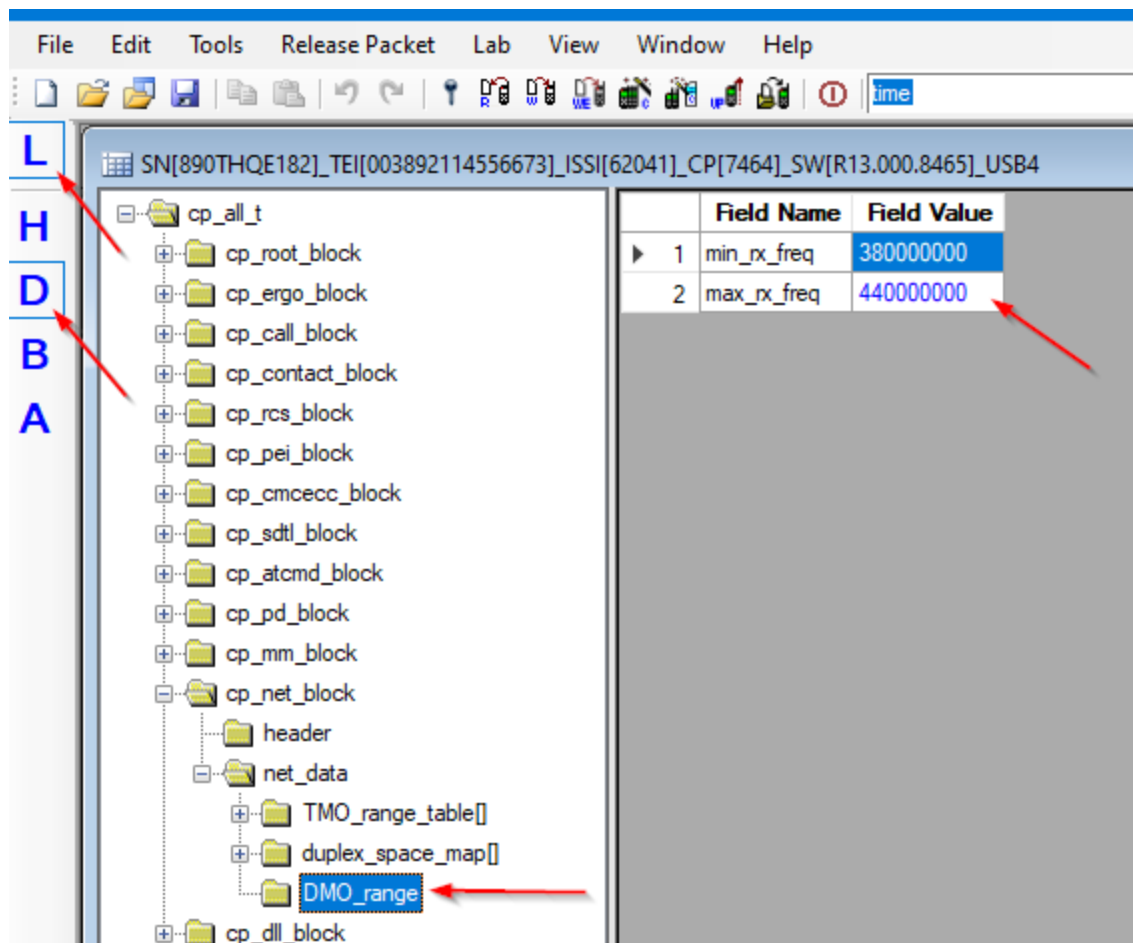 File Edit Tools Release Packet Lab View Window Help
R W WE C UP time
L
H
D
B
A
SN[890THQE182]_TEI[003892114556673]_ISSI[62041]_CP[7464]_SW[R13.000.8465]_USB4
cp_all_t
cp_root_block
cp_ergo_block
cp_call_block
cp_contact_block
cp_rcs_block
cp_pei_block
cp_cmcecc_block
cp_sdtl_block
cp_atcmd_block
cp_pd_block
cp_mm_block
cp_net_block
header
net_data
TMO_range_table[]
duplex_space_map[]
DMO_range
cp_dll_block
Field Name Field Value
1 min_rx_freq 380000000
2 max_rx_freq 440000000